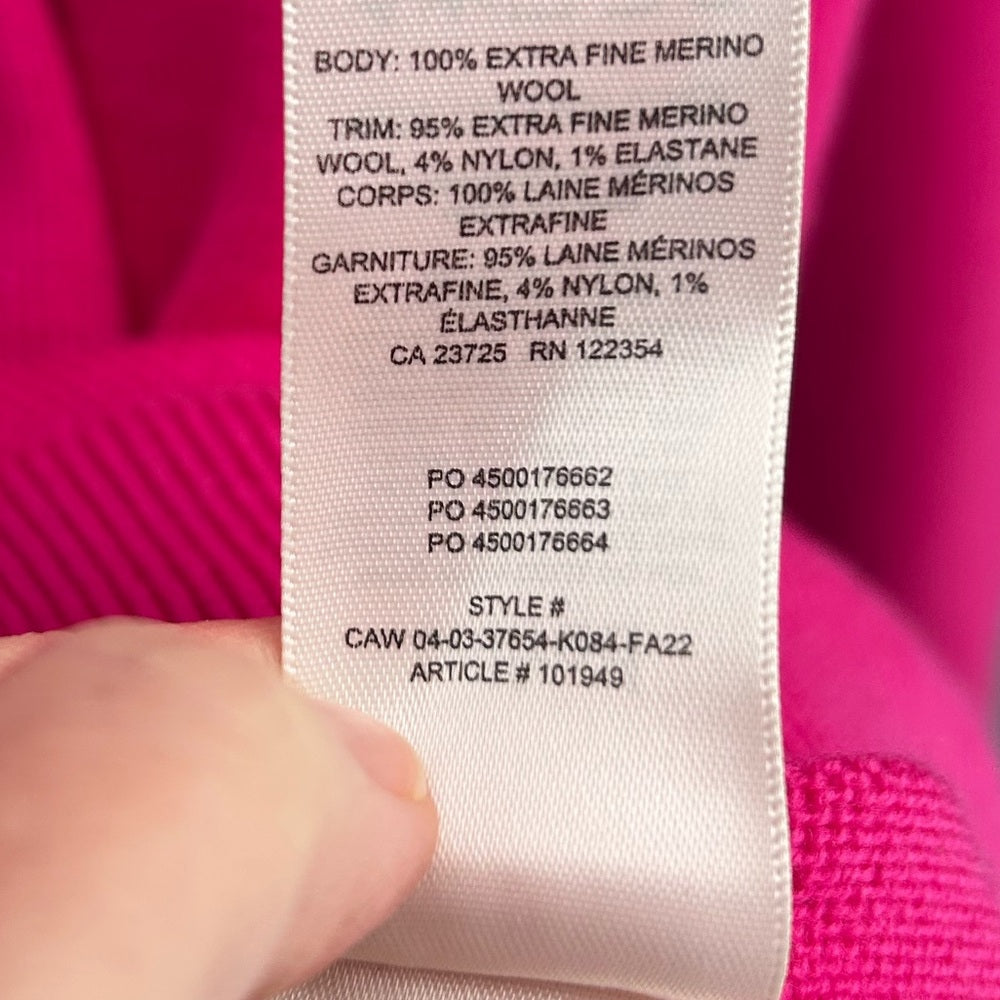 BODY: 100% EXTRA FINE MERINO
WOOL
TRIM: 95% EXTRA FINE MERINO
WOOL, 4% NYLON, 1% ELASTANE
CORPS: 100% LAINE MÉRINOS
EXTRAFINE
GARNITURE: 95% LAINE MÉRINOS
EXTRAFINE, 4% NYLON, 1%
ÉLASTHANNE
CA 23725 RN 122354
PO 4500176662
PO 4500176663
PO 4500176664
STYLE #
CAW 04-03-37654-K084-FA22
ARTICLE # 101949